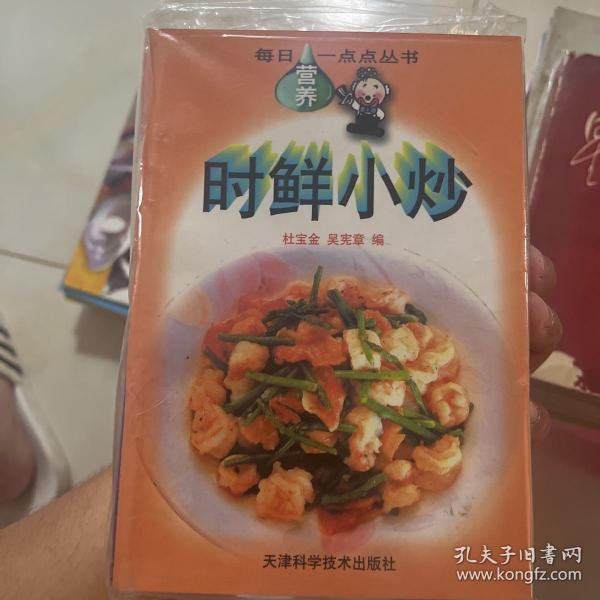 每日营养一点点丛书
时鲜小炒
杜宝金 吴宪章 编
天津科学技术出版社
孔夫子旧书网
www.kongfz.com